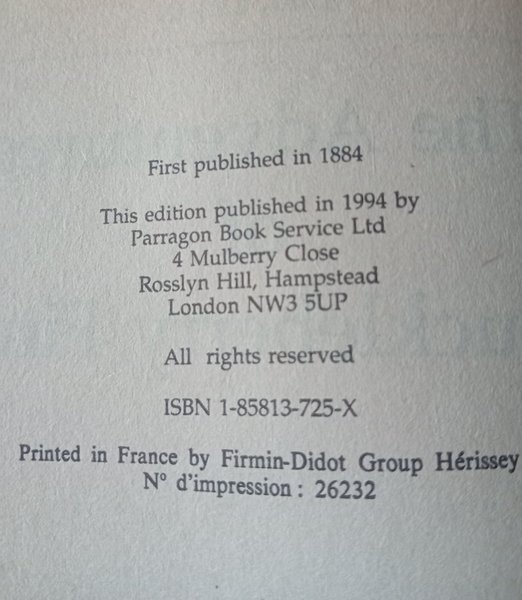 First published in 1884
This edition published in 1994 by
Parragon Book Service Ltd
4 Mulberry Close
Rosslyn Hill, Hampstead
London NW3 5UP
All rights reserved
ISBN 1-85813-725-X
Printed in France by Firmin-Didot Group Hérissey
N° d'impression : 26232